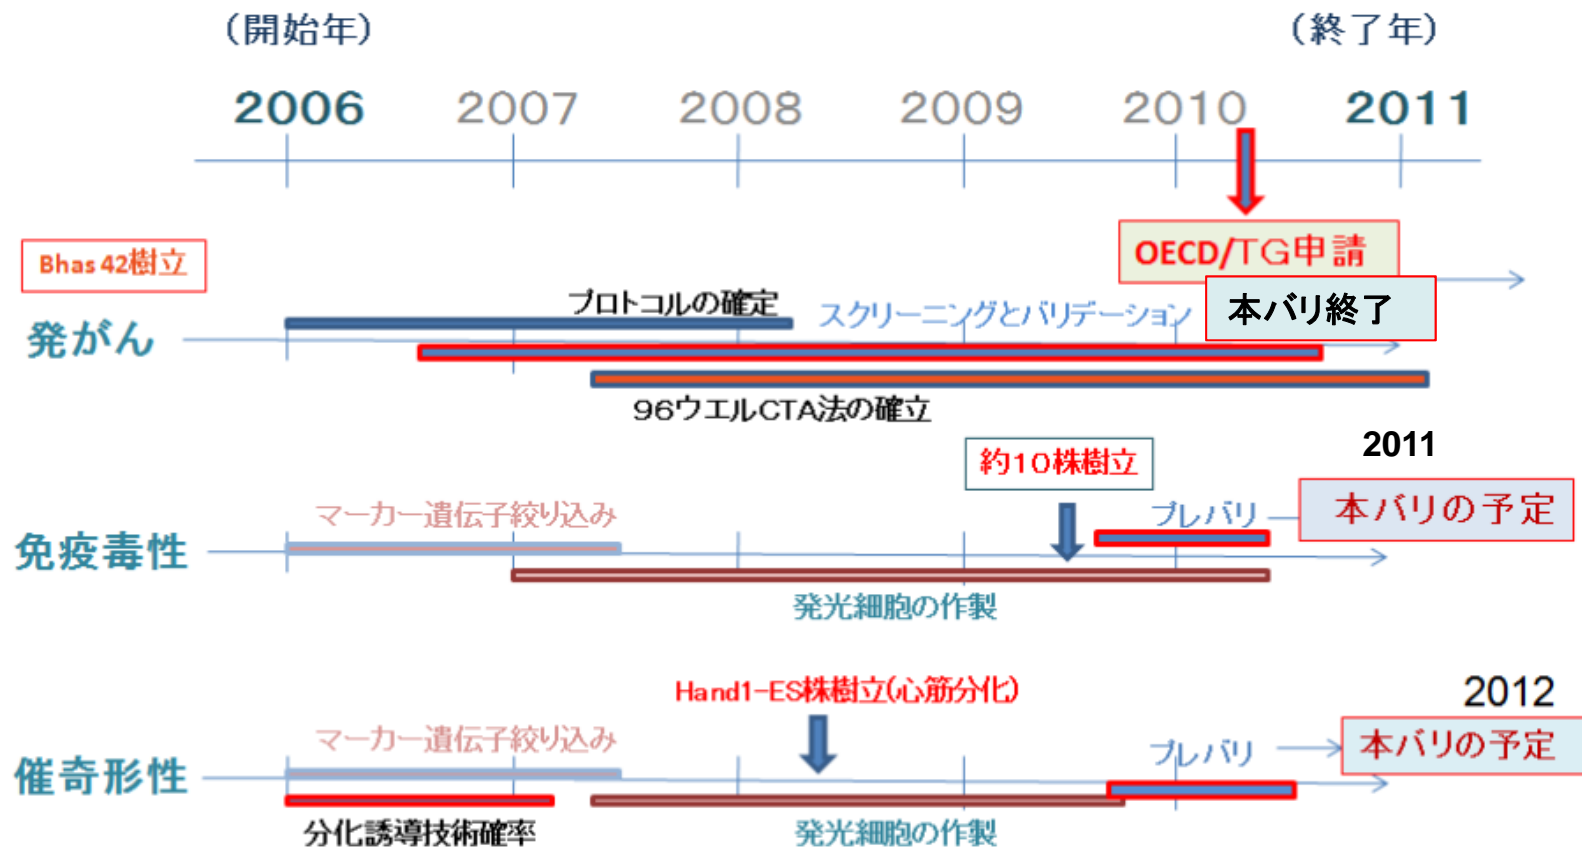 （開始年）
（終了年）
2006 2007 2008 2009 2010 2011
OECD/TG申請
Bhas 42樹立
プロトコルの確定
スクリーニングとバリデーション
本バリ終了
発がん
96ウエルCTA法の確立
2011
約10株樹立
マーカー遺伝子絞り込み
プレバリ
本バリの予定
免疫毒性
発光細胞の作製
Hand1-ES株樹立(心筋分化)
2012
マーカー遺伝子絞り込み
プレバリ
本バリの予定
催奇形性
分化誘導技術確率
発光細胞の作製